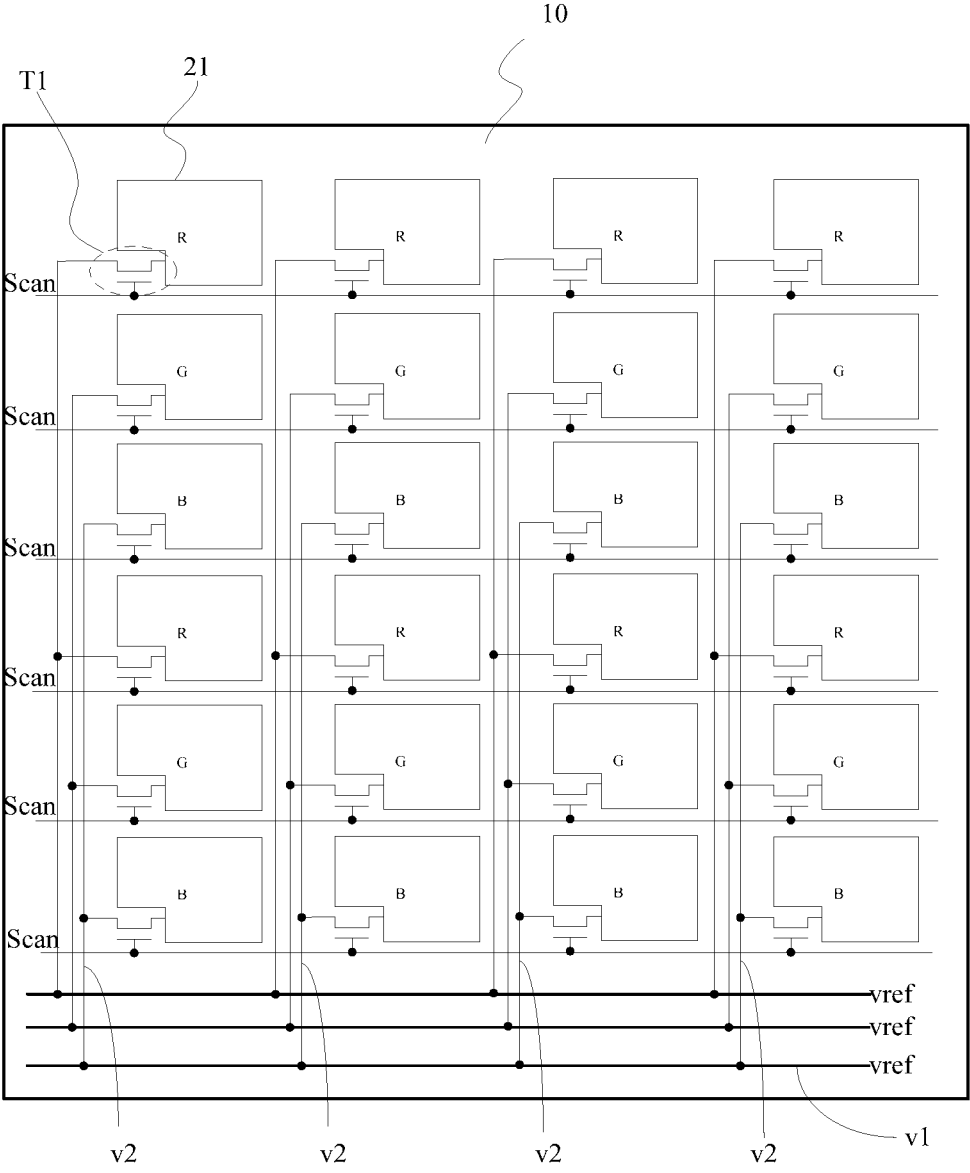 10
21
T1
R R R R
Scan
G G G G
Scan
B B B B
Scan
R R R R
Scan
G G G G
Scan
B B B B
Scan
vref
vref
vref
v1
v2 v2 v2 v2